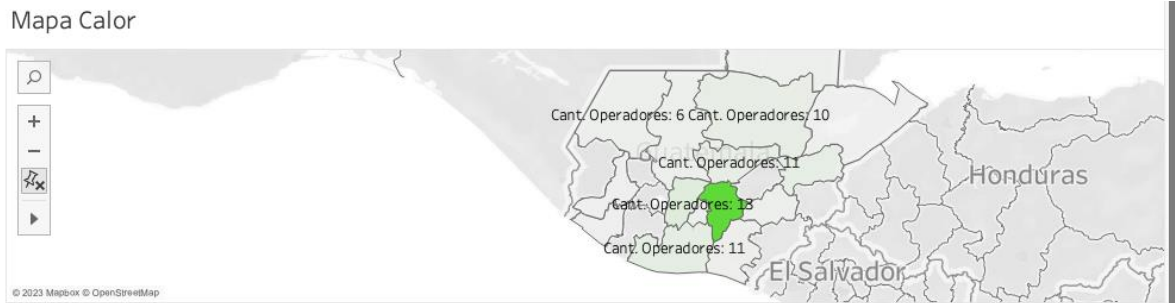 Mapa Calor
Cant. Operadores: 6
Cant. Operadores: 10
Guatemala
Cant. Operadores: 11
Honduras
Cant. Operadores: 13
Cant. Operadores: 11
El Salvador
© 2023 Mapbox © OpenStreetMap